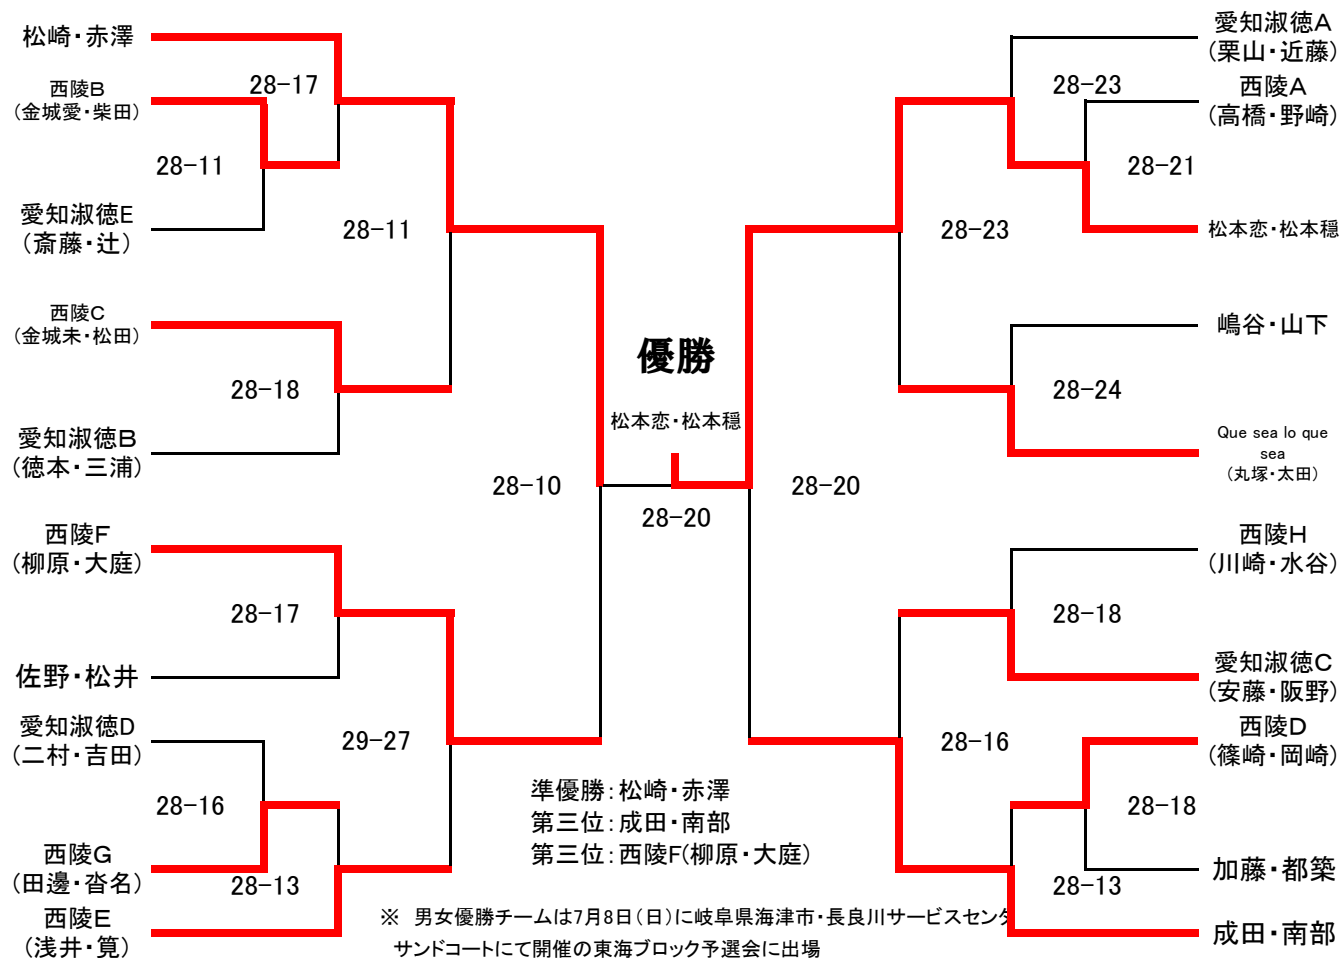 松崎・赤澤
28-17
西陵B
(金城愛・柴田)
28-11
愛知淑徳E
(斎藤・辻)
28-11
西陵C
(金城未・松田)
28-18
愛知淑徳B
(徳本・三浦)
28-10
西陵F
(柳原・大庭)
28-17
佐野・松井
愛知淑徳D
(二村・吉田)
29-27
28-16
西陵G
(田邊・沓名)
28-13
西陵E
(浅井・筧)
優勝
松本恋・松本穏
28-20
準優勝:松崎・赤澤
第三位:成田・南部
第三位:西陵F(柳原・大庭)
※ 男女優勝チームは7月8日(日)に岐阜県海津市・長良川サービスセンタ
サンドコートにて開催の東海ブロック予選会に出場
愛知淑徳A
(栗山・近藤)
28-23
西陵A
(高橋・野崎)
28-21
松本恋・松本穏
28-23
嶋谷・山下
28-24
Que sea lo que
sea
(丸塚・太田)
28-20
西陵H
(川崎・水谷)
28-18
愛知淑徳C
(安藤・阪野)
28-16
西陵D
(篠崎・岡崎)
28-18
加藤・都築
28-13
成田・南部